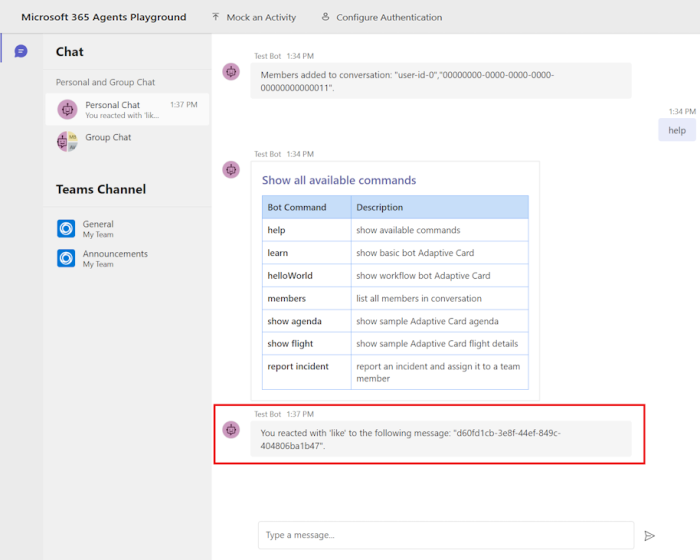 Microsoft 365 Agents Playground
Mock an Activity
Configure Authentication
Chat
Personal and Group Chat
Personal Chat 1:37 PM
You reacted with 'lik...
Group Chat
Teams Channel
General
My Team
Announcements
My Team
Test Bot 1:34 PM
Members added to conversation: "user-id-0","00000000-0000-0000-0000-
00000000000011".
1:34 PM
help
Test Bot 1:34 PM
Show all available commands
Bot Command Description
help show available commands
learn show basic bot Adaptive Card
helloWorld show workflow bot Adaptive Card
members list all members in conversation
show agenda show sample Adaptive Card agenda
show flight show sample Adaptive Card flight details
report incident report an incident and assign it to a team
member
Test Bot 1:37 PM
You reacted with 'like' to the following message: "d60fd1cb-3e8f-44ef-849c-
404806ba1b47".
Type a message...